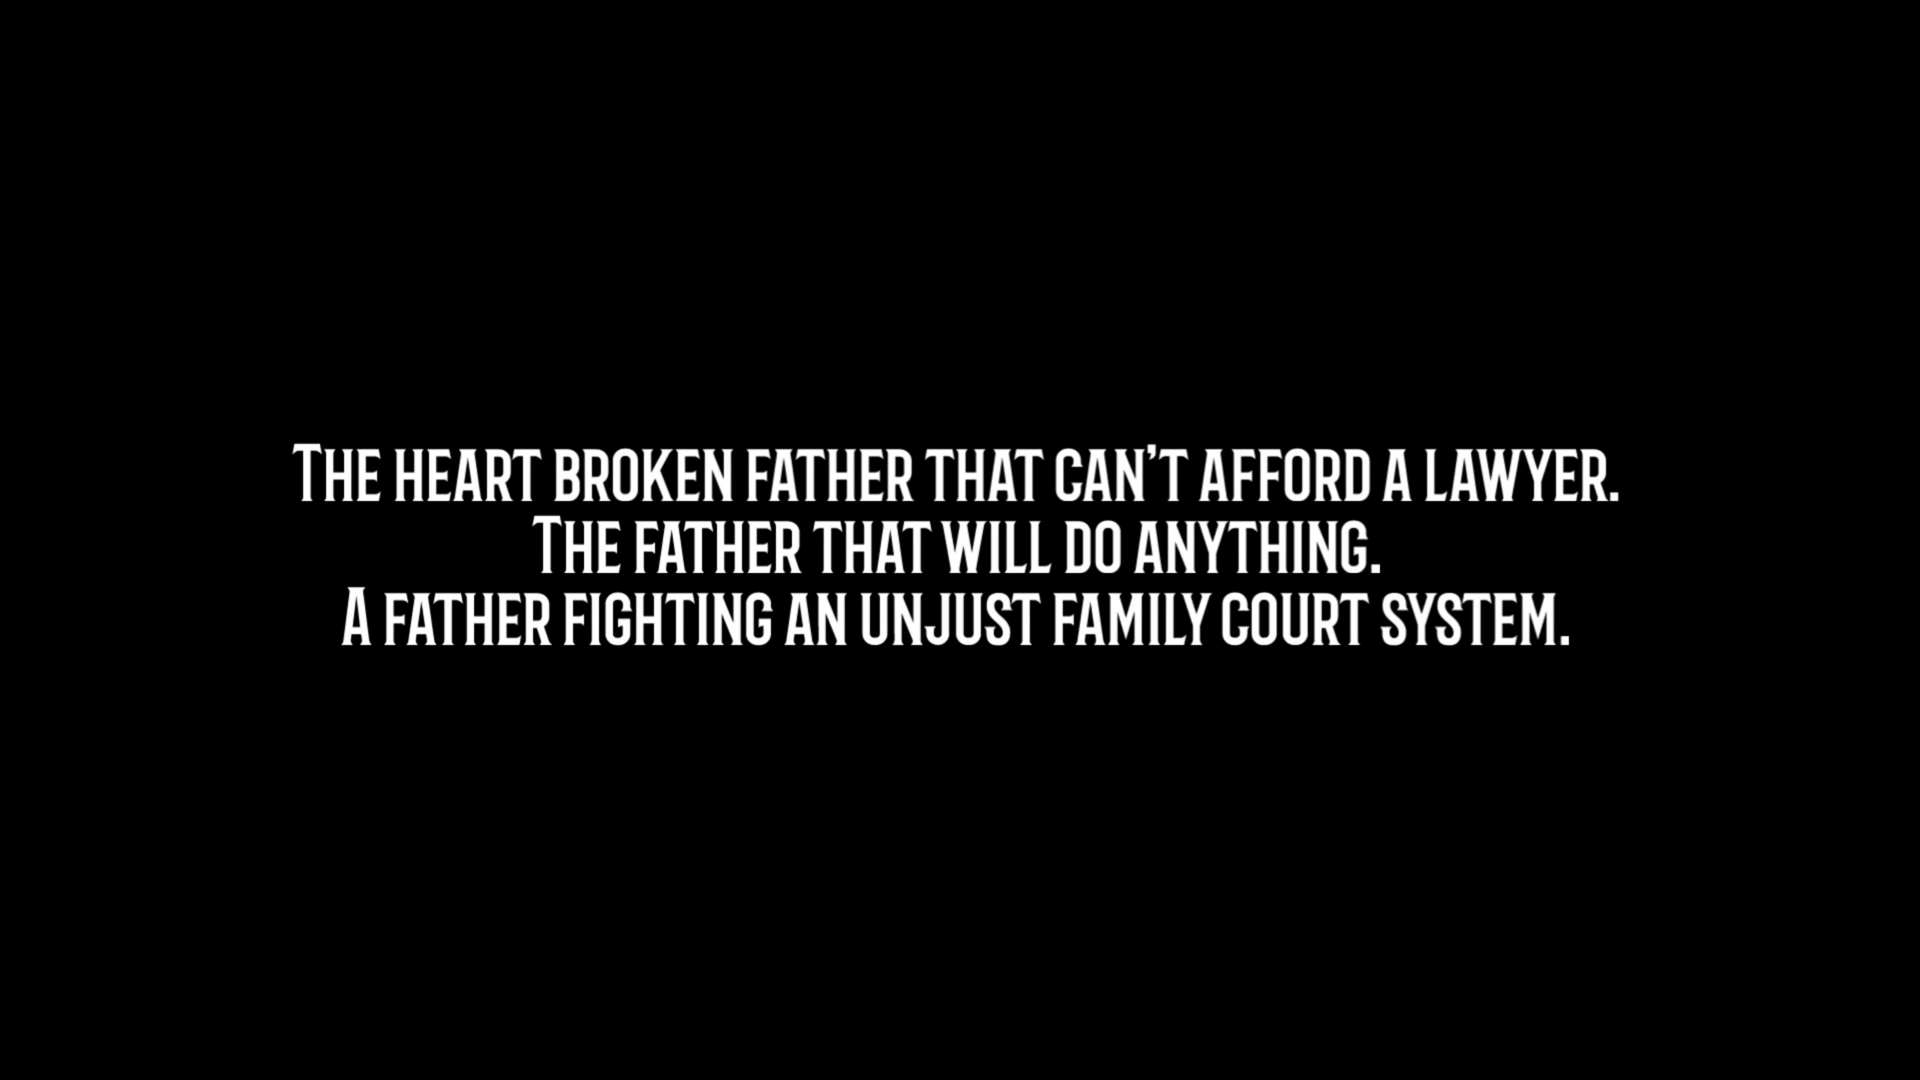 The heart broken father that can’t afford a lawyer.
The father that will do anything.
A father fighting an unjust family court system.